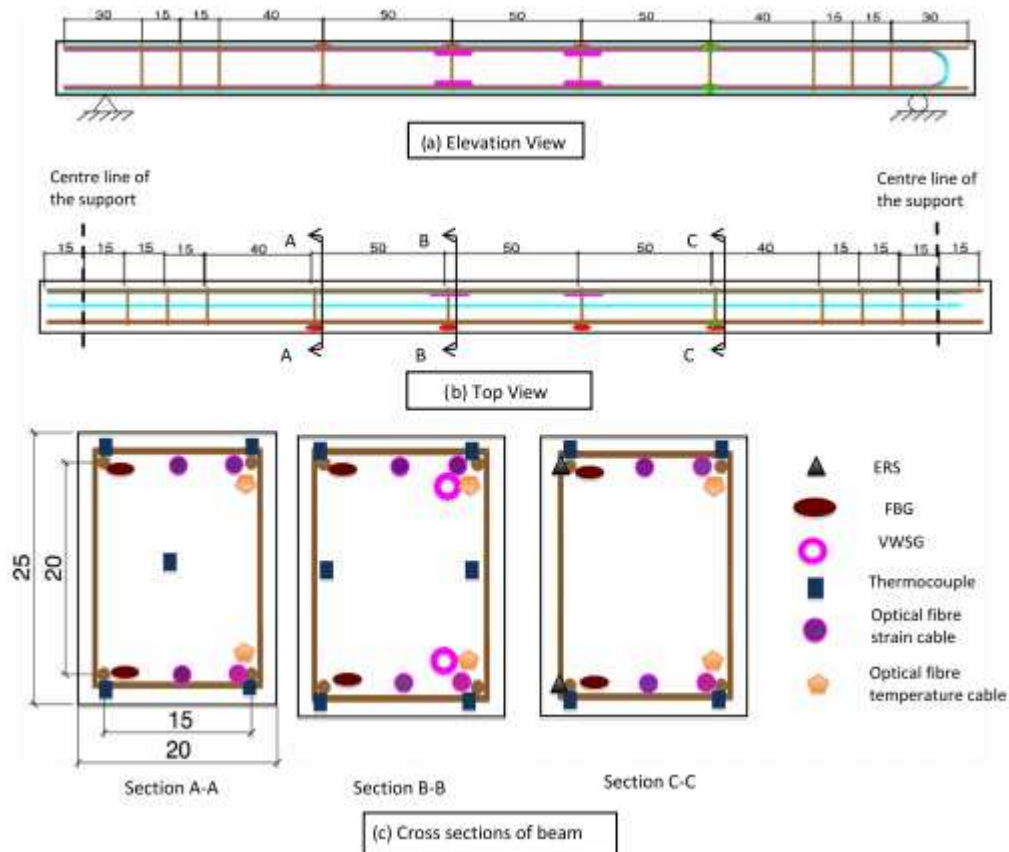 30 15 15 40 50 50 50 40 15 15 30
(a) Elevation View
Centre line of
the support
Centre line of
the support
15 15 15 15 40 50 50 50 40 15 15 15 15
A B C
A B C
(b) Top View
25
20
15
20
Section A-A
Section B-B
Section C-C
ERS
FBG
VWSG
Thermocouple
Optical fibre
strain cable
Optical fibre
temperature cable
(c) Cross sections of beam